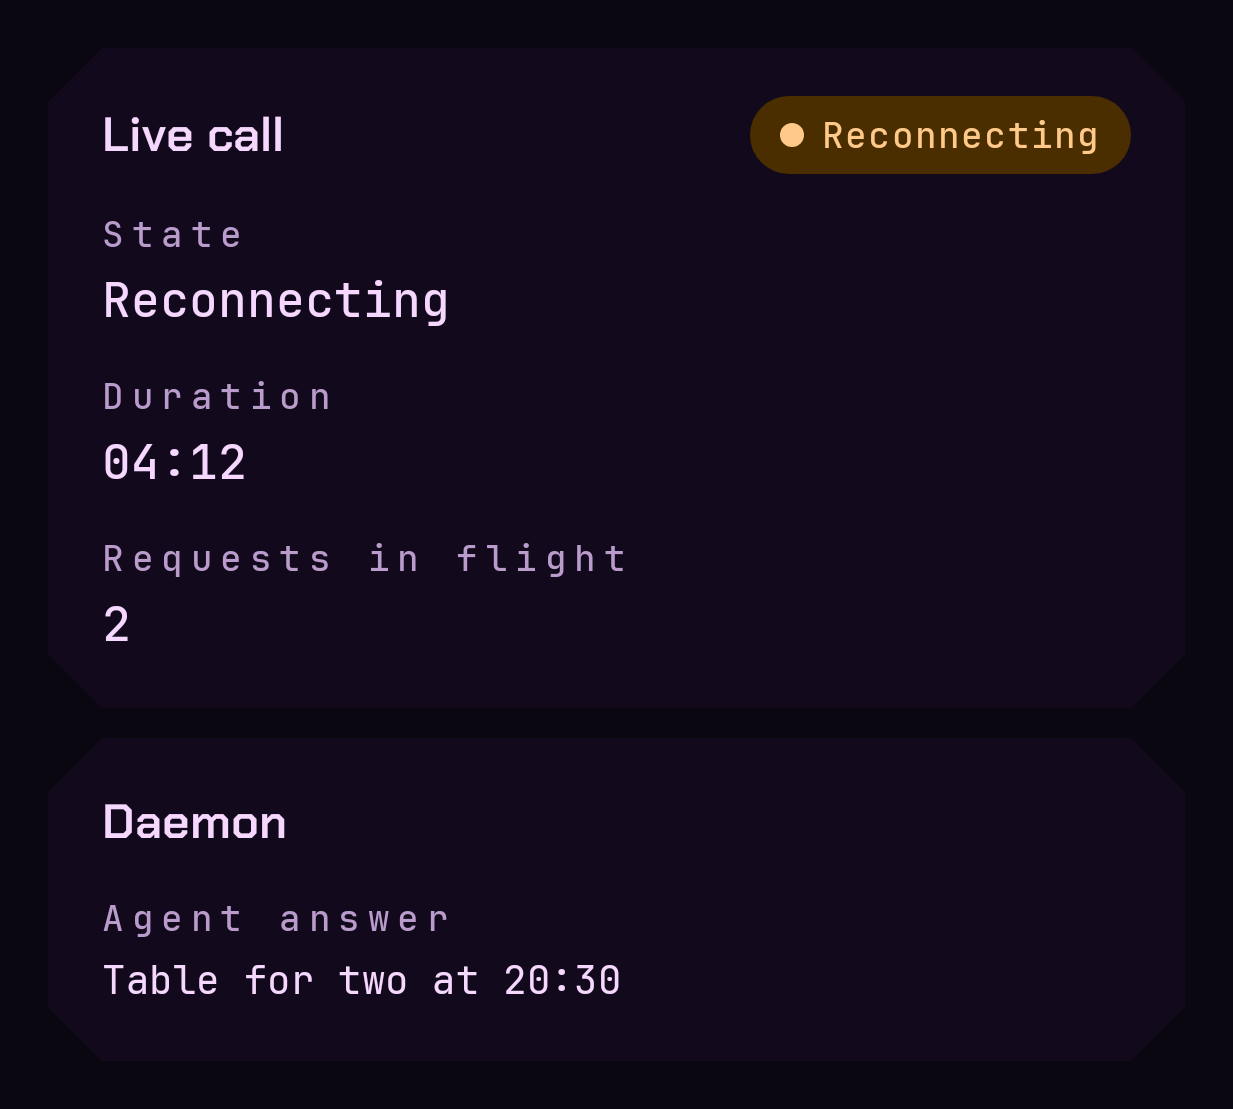 Live call
Reconnecting
State
Reconnecting
Duration
04:12
Requests in flight
2
Daemon
Agent answer
Table for two at 20:30